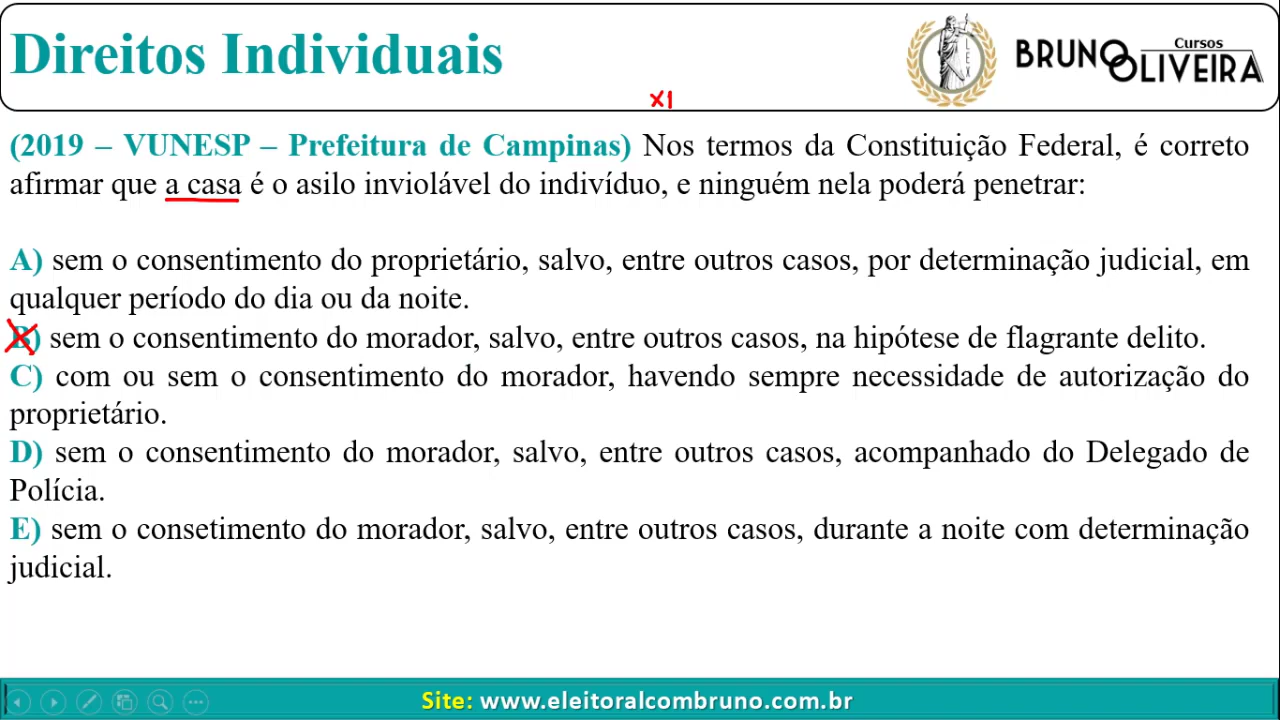 Direitos Individuais
LEX
Cursos
BRUNO OLIVEIRA
XI
(2019 – VUNESP – Prefeitura de Campinas) Nos termos da Constituição Federal, é correto
afirmar que a casa é o asilo inviolável do indivíduo, e ninguém nela poderá penetrar:
A) sem o consentimento do proprietário, salvo, entre outros casos, por determinação judicial, em
qualquer período do dia ou da noite.
B) sem o consentimento do morador, salvo, entre outros casos, na hipótese de flagrante delito.
C) com ou sem o consentimento do morador, havendo sempre necessidade de autorização do
proprietário.
D) sem o consentimento do morador, salvo, entre outros casos, acompanhado do Delegado de
Polícia.
E) sem o consetimento do morador, salvo, entre outros casos, durante a noite com determinação
judicial.
Site: www.eleitoralcombruno.com.br